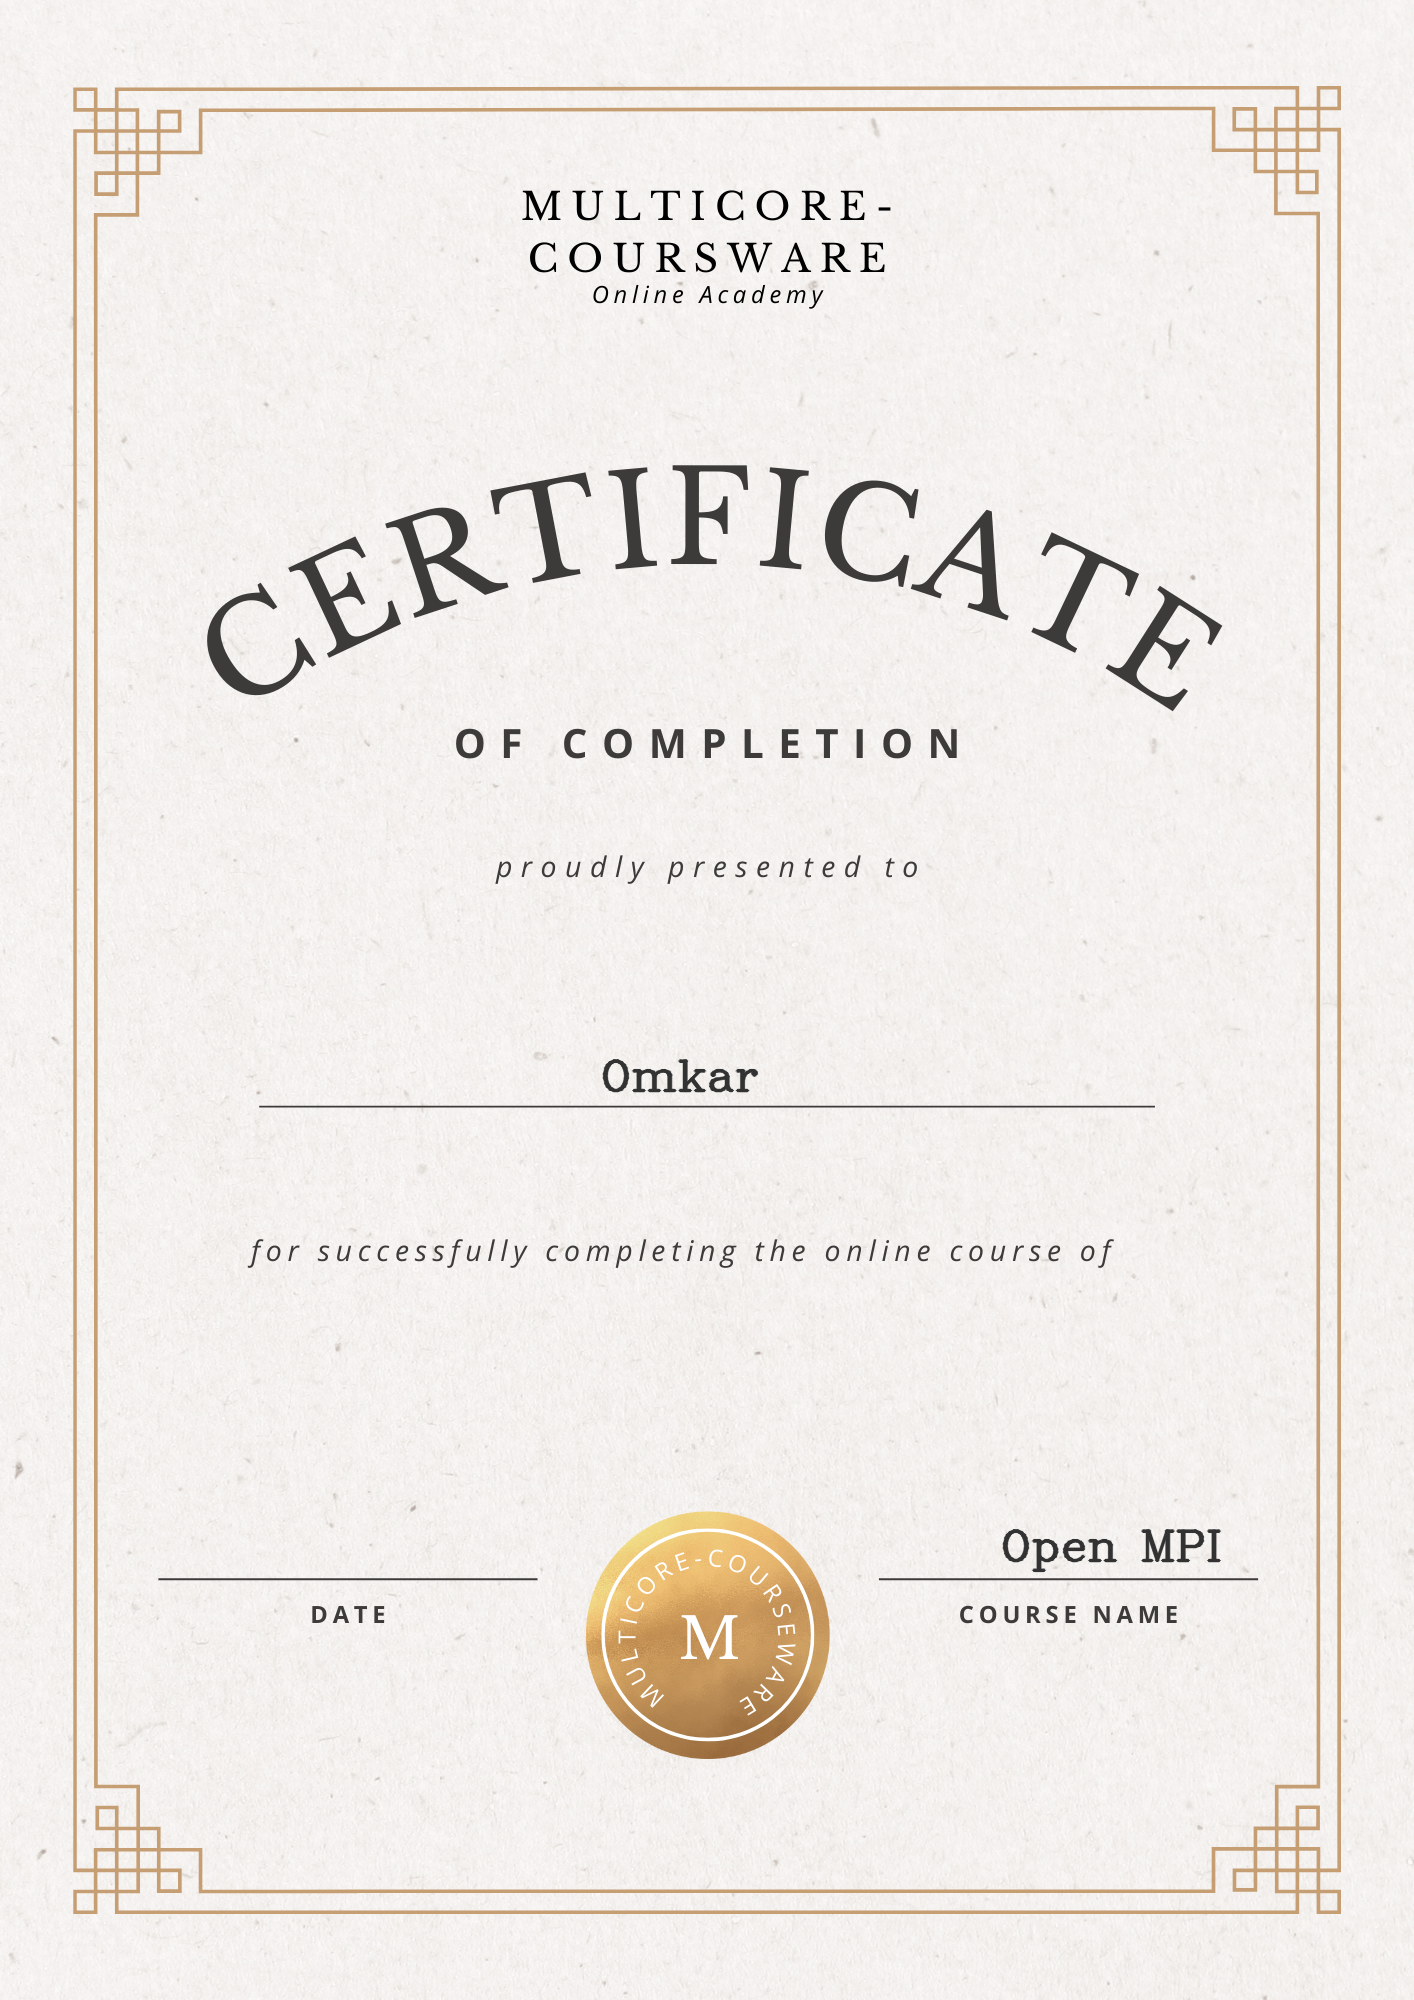 MULTICORE-
COURSWARE
Online Academy
CERTIFICATE
OF COMPLETION
proudly presented to
Omkar
for successfully completing the online course of
Open MPI
DATE
COURSE NAME
MULTICORE-COURSEWARE
M